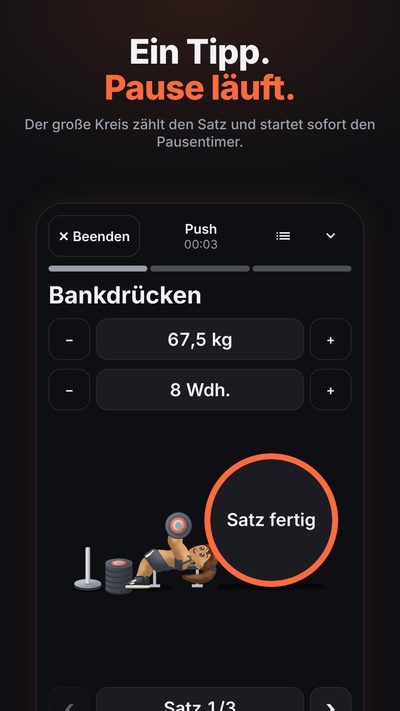 Ein Tipp.
Pause läuft.
Der große Kreis zählt den Satz und startet sofort den
Pausentimer.
✕ Beenden
Push
00:03
Bankdrücken
−
67,5 kg
+
−
8 Wdh.
+
Satz fertig
Satz 1/3